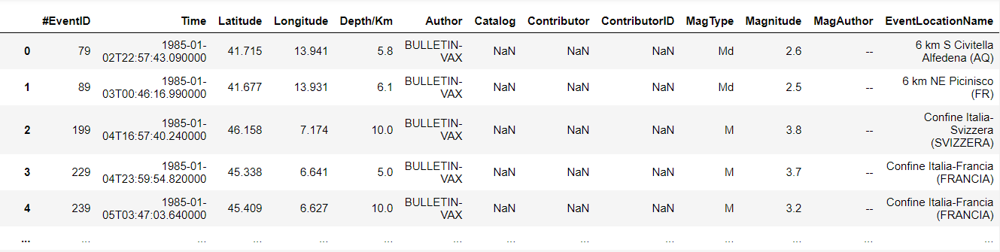 #EventID Time Latitude Longitude Depth/Km Author Catalog Contributor ContributorID MagType Magnitude MagAuthor EventLocationName
0 79 1985-01-02T22:57:43.090000 41.715 13.941 5.8 BULLETIN-VAX NaN NaN NaN Md 2.6 -- 6 km S Civitella Alfedena (AQ)
1 89 1985-01-03T00:46:16.990000 41.677 13.931 6.1 BULLETIN-VAX NaN NaN NaN Md 2.5 -- 6 km NE Picinisco (FR)
2 199 1985-01-04T16:57:40.240000 46.158 7.174 10.0 BULLETIN-VAX NaN NaN NaN M 3.8 -- Confine Italia-Svizzera (SVIZZERA)
3 229 1985-01-04T23:59:54.820000 45.338 6.641 5.0 BULLETIN-VAX NaN NaN NaN M 3.7 -- Confine Italia-Francia (FRANCIA)
4 239 1985-01-05T03:47:03.640000 45.409 6.627 10.0 BULLETIN-VAX NaN NaN NaN M 3.2 -- Confine Italia-Francia (FRANCIA)
... ... ... ... ... ... ... ... ... ... ... ... ... ...